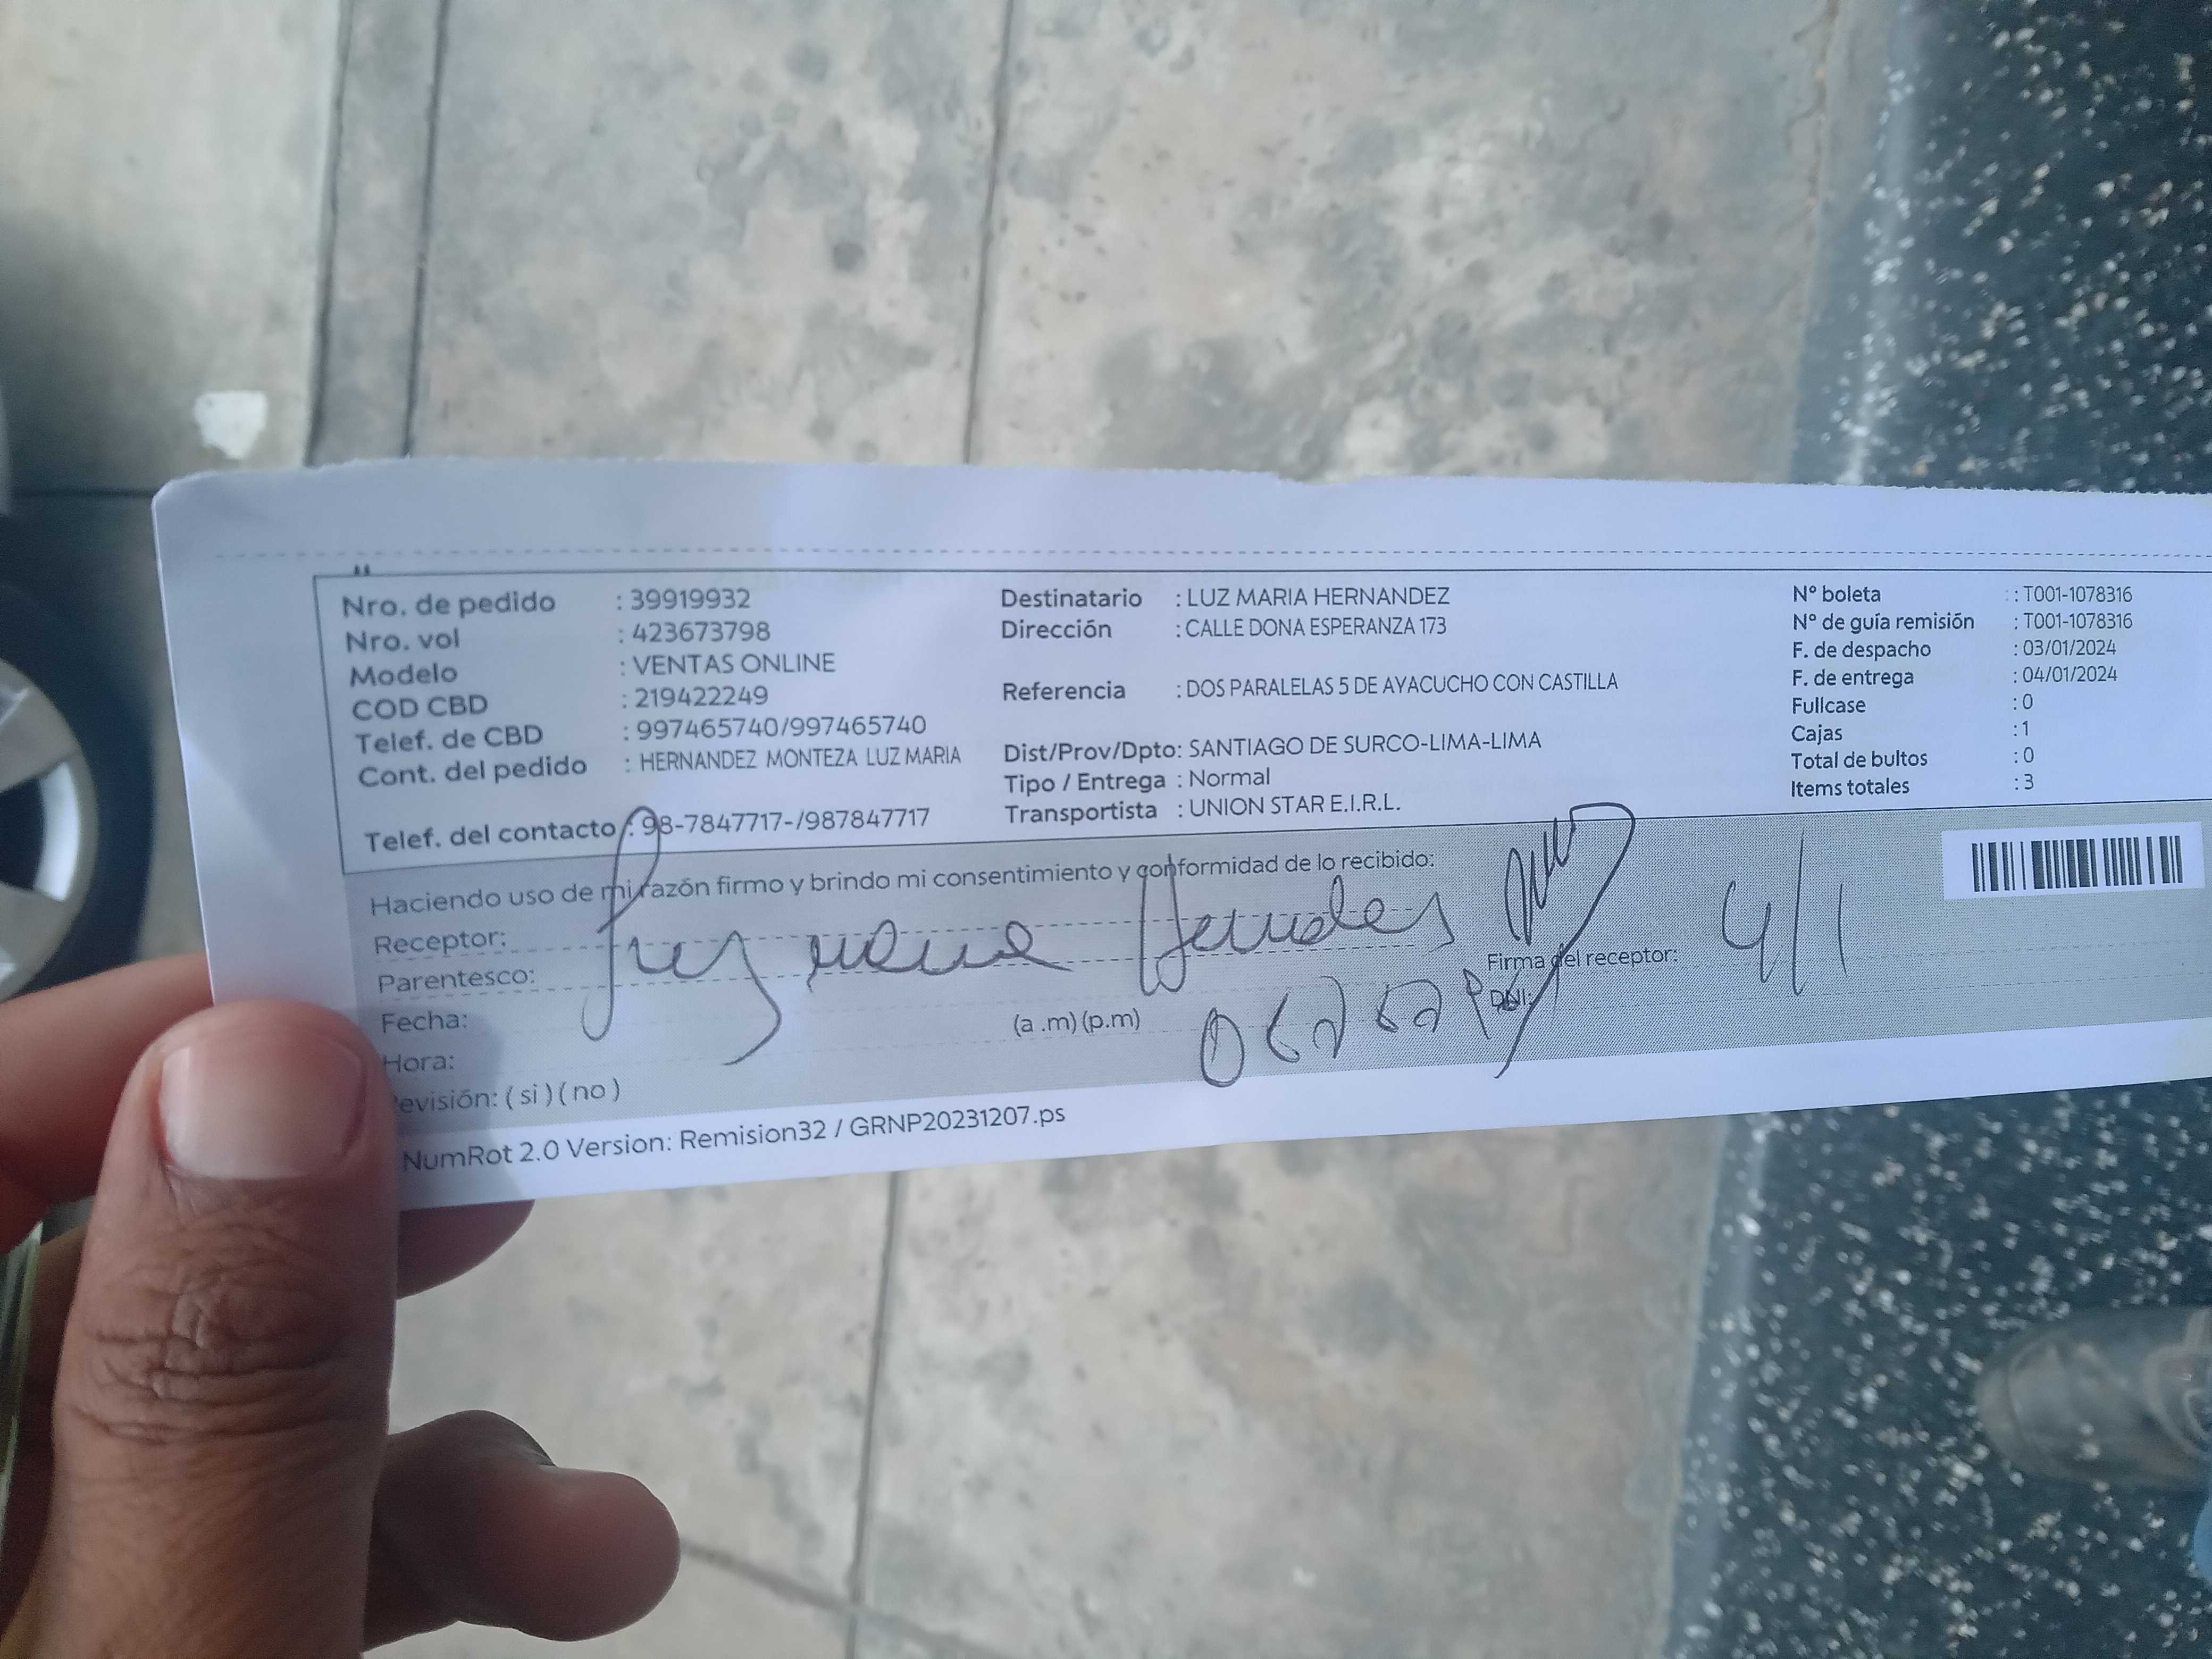 Nro. de pedido : 39919932
Nro. vol : 423673798
Modelo : VENTAS ONLINE
COD CBD : 219422249
Telef. de CBD : 997465740/997465740
Cont. del pedido : HERNANDEZ MONTEZA LUZ MARIA
Telef. del contacto : 98-7847717-/987847717
Destinatario : LUZ MARIA HERNANDEZ
Dirección : CALLE DONA ESPERANZA 173
Referencia : DOS PARALELAS 5 DE AYACUCHO CON CASTILLA
Dist/Prov/Dpto: SANTIAGO DE SURCO-LIMA-LIMA
Tipo / Entrega : Normal
Transportista : UNION STAR E.I.R.L.
N° boleta : : T001-1078316
N° de guía remisión : T001-1078316
F. de despacho : 03/01/2024
F. de entrega : 04/01/2024
Fullcase : 0
Cajas : 1
Total de bultos : 0
Items totales : 3
Haciendo uso de mi razón firmo y brindo mi consentimiento y conformidad de lo recibido:
Receptor:
Parentesco:
Firma del receptor: 4/1
DNI:
Fecha:
(a .m) (p.m)
Hora:
evisión: ( si ) ( no )
NumRot 2.0 Version: Remision32 / GRNP20231207.ps